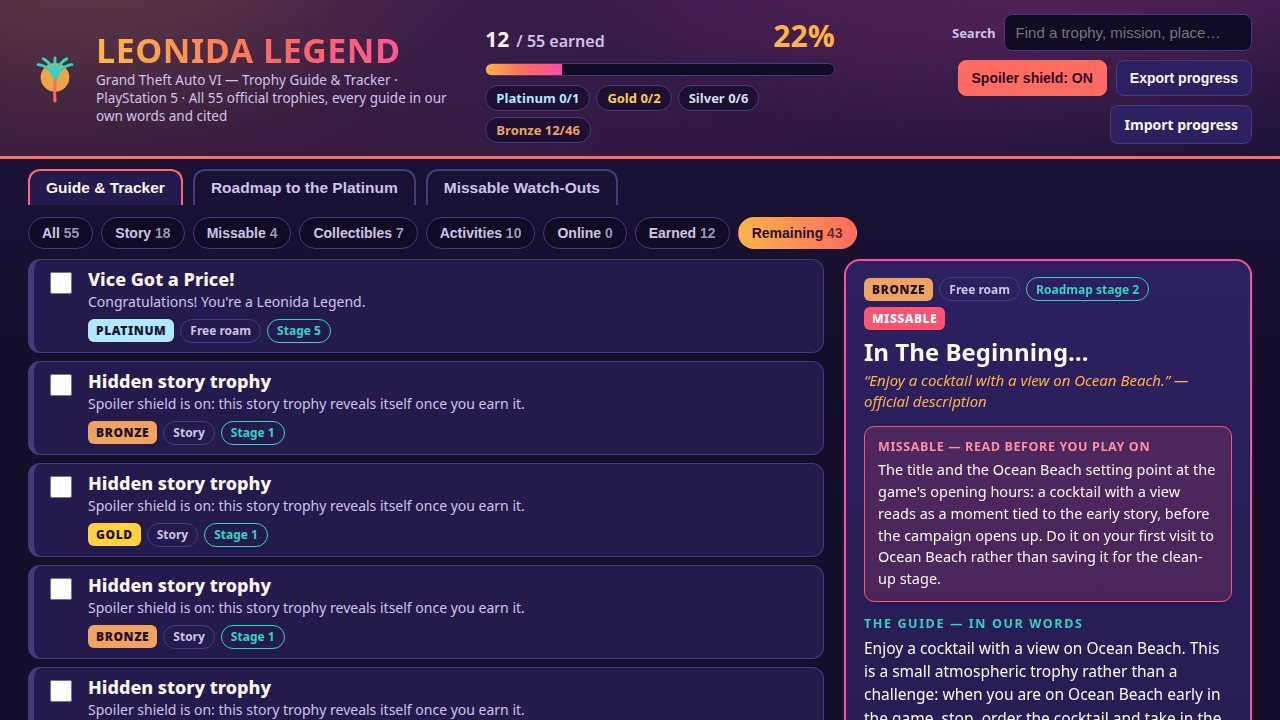 LEONIDA LEGEND
Grand Theft Auto VI — Trophy Guide & Tracker ·
PlayStation 5 · All 55 official trophies, every guide in our
own words and cited
12 / 55 earned
22%
Platinum 0/1
Gold 0/2
Silver 0/6
Bronze 12/46
Search
Find a trophy, mission, place…
Spoiler shield: ON
Export progress
Import progress
Guide & Tracker
Roadmap to the Platinum
Missable Watch-Outs
All 55
Story 18
Missable 4
Collectibles 7
Activities 10
Online 0
Earned 12
Remaining 43
Vice Got a Price!
Congratulations! You're a Leonida Legend.
PLATINUM
Free roam
Stage 5
Hidden story trophy
Spoiler shield is on: this story trophy reveals itself once you earn it.
BRONZE
Story
Stage 1
Hidden story trophy
Spoiler shield is on: this story trophy reveals itself once you earn it.
GOLD
Story
Stage 1
Hidden story trophy
Spoiler shield is on: this story trophy reveals itself once you earn it.
BRONZE
Story
Stage 1
Hidden story trophy
Spoiler shield is on: this story trophy reveals itself once you earn it.
BRONZE
Free roam
Roadmap stage 2
MISSABLE
In The Beginning...
“Enjoy a cocktail with a view on Ocean Beach.” —
official description
MISSABLE — READ BEFORE YOU PLAY ON
The title and the Ocean Beach setting point at the
game's opening hours: a cocktail with a view
reads as a moment tied to the early story, before
the campaign opens up. Do it on your first visit to
Ocean Beach rather than saving it for the clean-
up stage.
THE GUIDE — IN OUR WORDS
Enjoy a cocktail with a view on Ocean Beach. This
is a small atmospheric trophy rather than a
challenge: when you are on Ocean Beach early in
the game, stop, order the cocktail and take in the